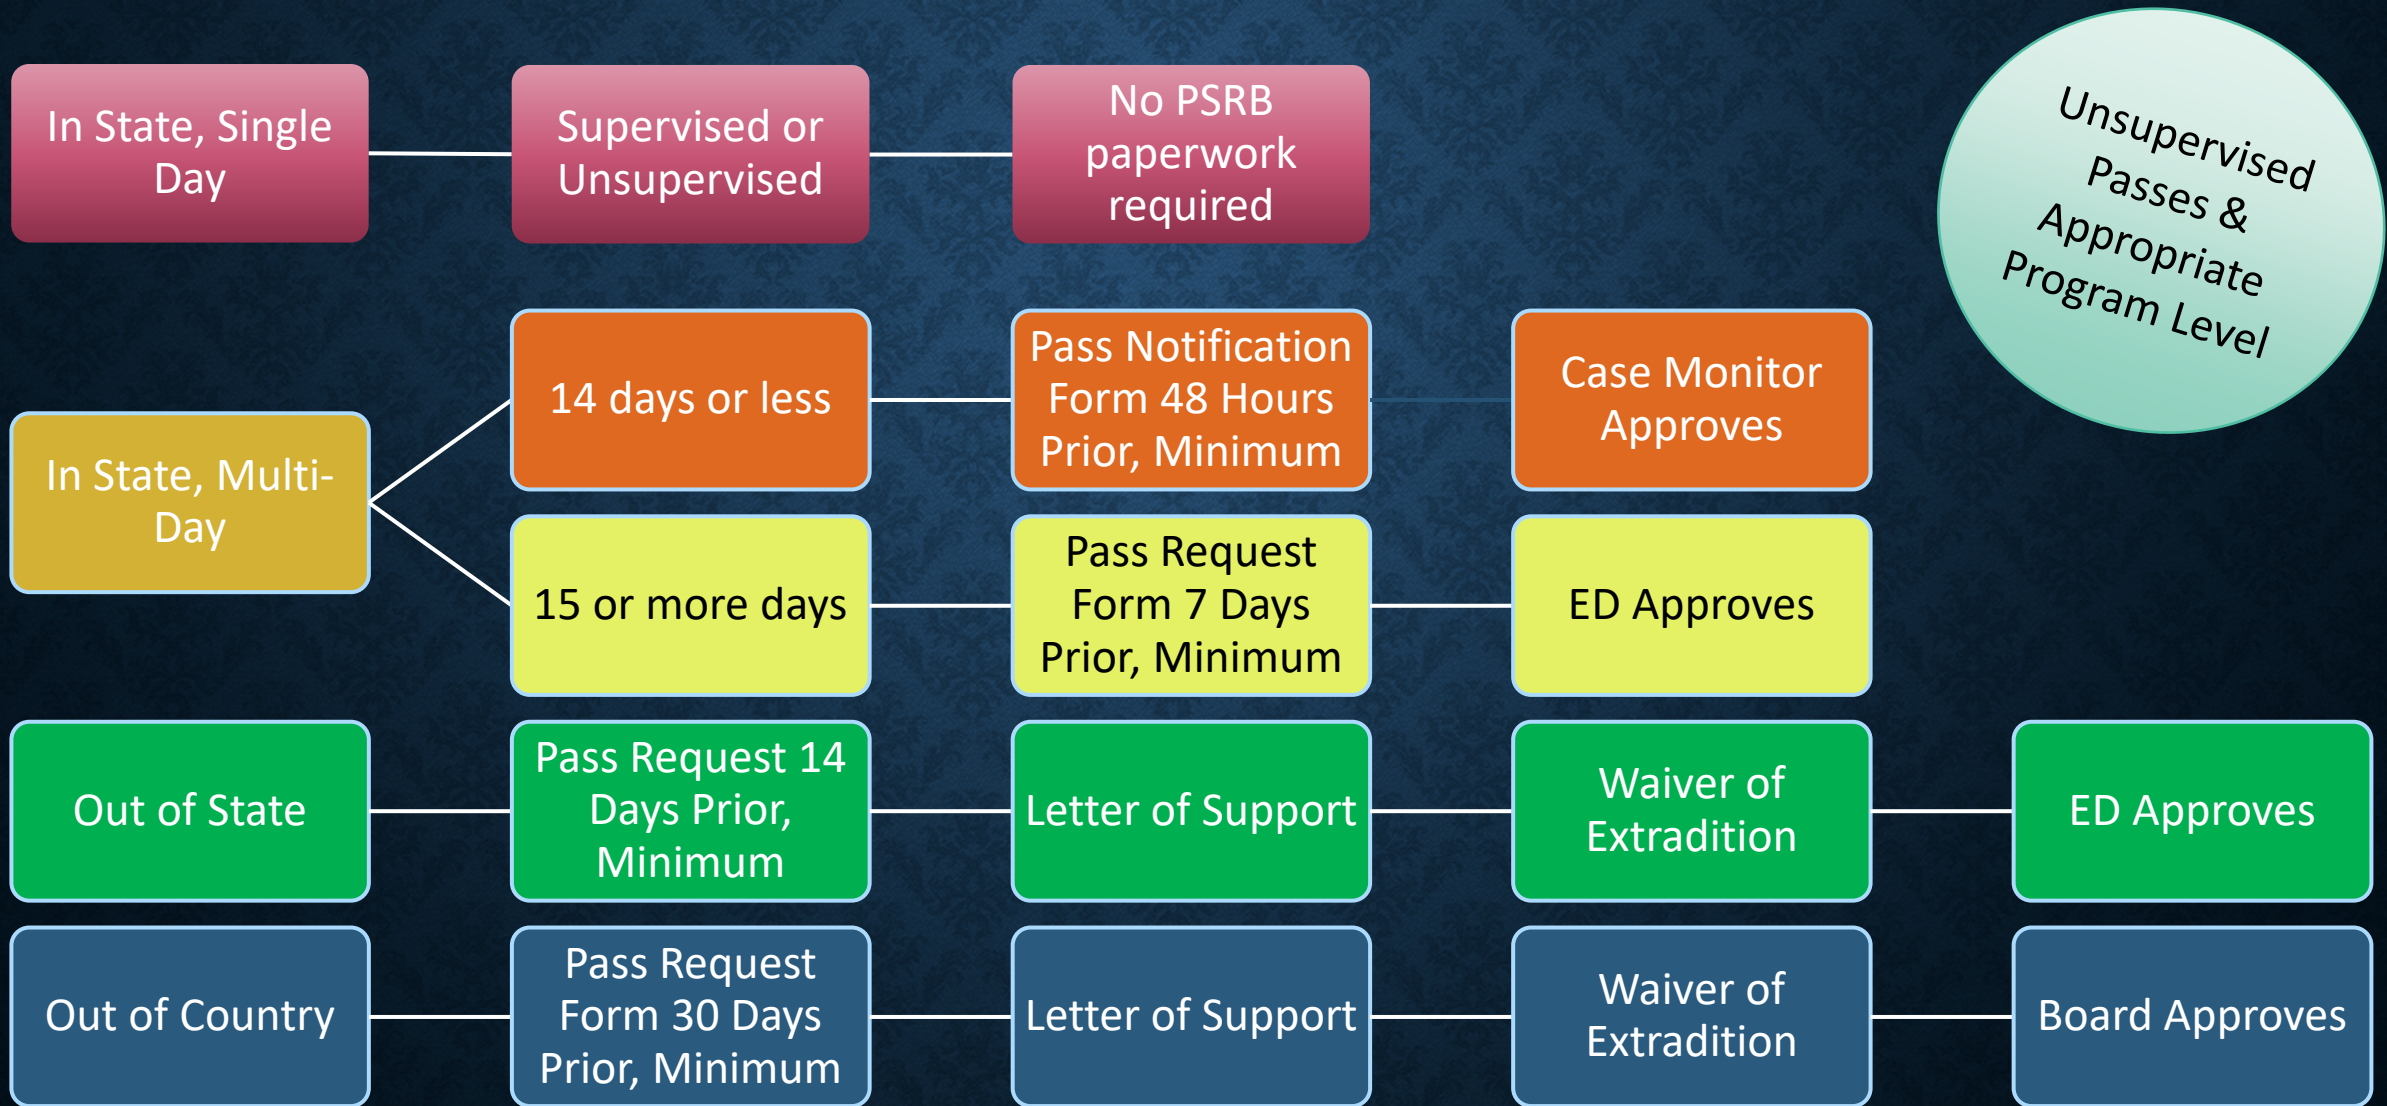 In State, Single
Day
Supervised or
Unsupervised
No PSRB
paperwork
required
Unsupervised
Passes &
Appropriate
Program Level
In State, Multi-
Day
14 days or less
Pass Notification
Form 48 Hours
Prior, Minimum
Case Monitor
Approves
15 or more days
Pass Request
Form 7 Days
Prior, Minimum
ED Approves
Out of State
Pass Request 14
Days Prior,
Minimum
Letter of Support
Waiver of
Extradition
ED Approves
Out of Country
Pass Request
Form 30 Days
Prior, Minimum
Letter of Support
Waiver of
Extradition
Board Approves